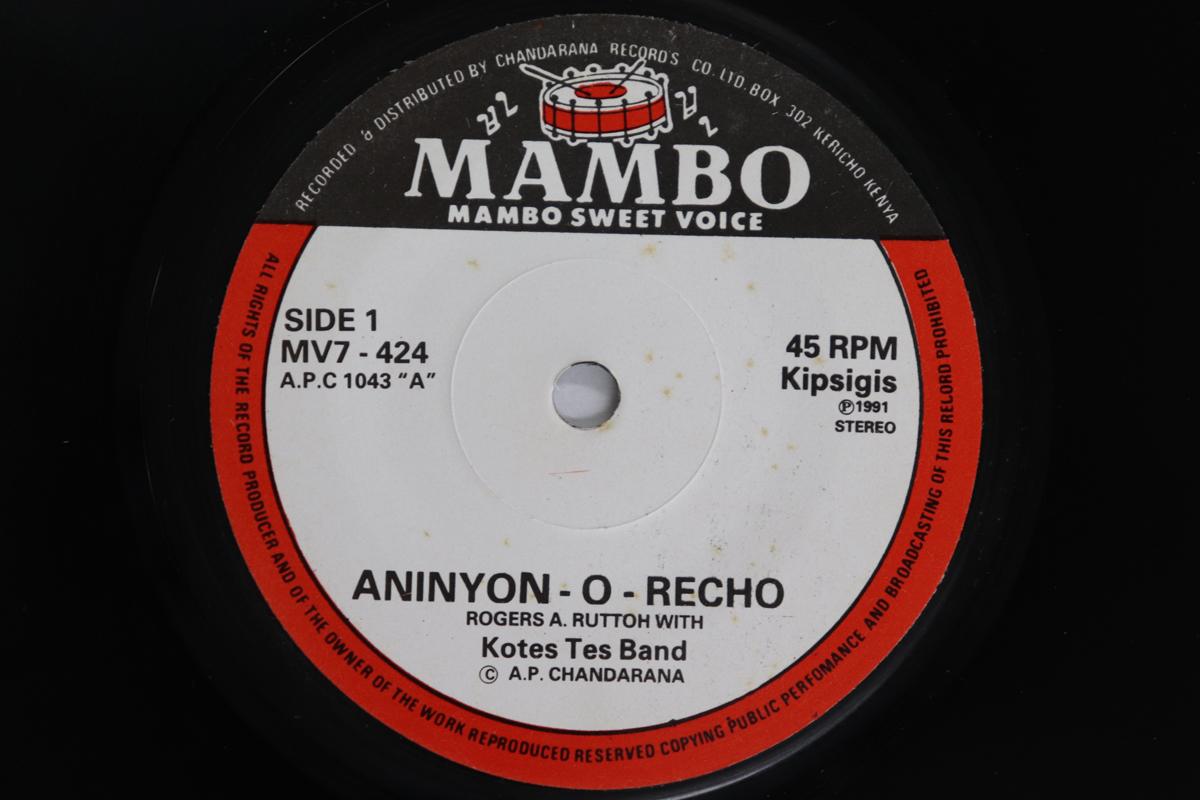 RECORDED & DISTRIBUTED BY CHANDARANA RECORD'S CO. LTD. BOX 302 KERICHO KENYA
MAMBO
MAMBO SWEET VOICE
SIDE 1
MV7 - 424
A.P.C 1043 “A”
45 RPM
Kipsigis
℗1991
STEREO
ANINYON - O - RECHO
ROGERS A. RUTTOH WITH
Kotes Tes Band
© A.P. CHANDARANA
ALL RIGHTS OF THE RECORD PRODUCER AND OF THE OWNER OF THE WORK REPRODUCED RESERVED COPYING PUBLIC PERFOMANCE AND BROADCASTING OF THIS RELORD PROHIBITED